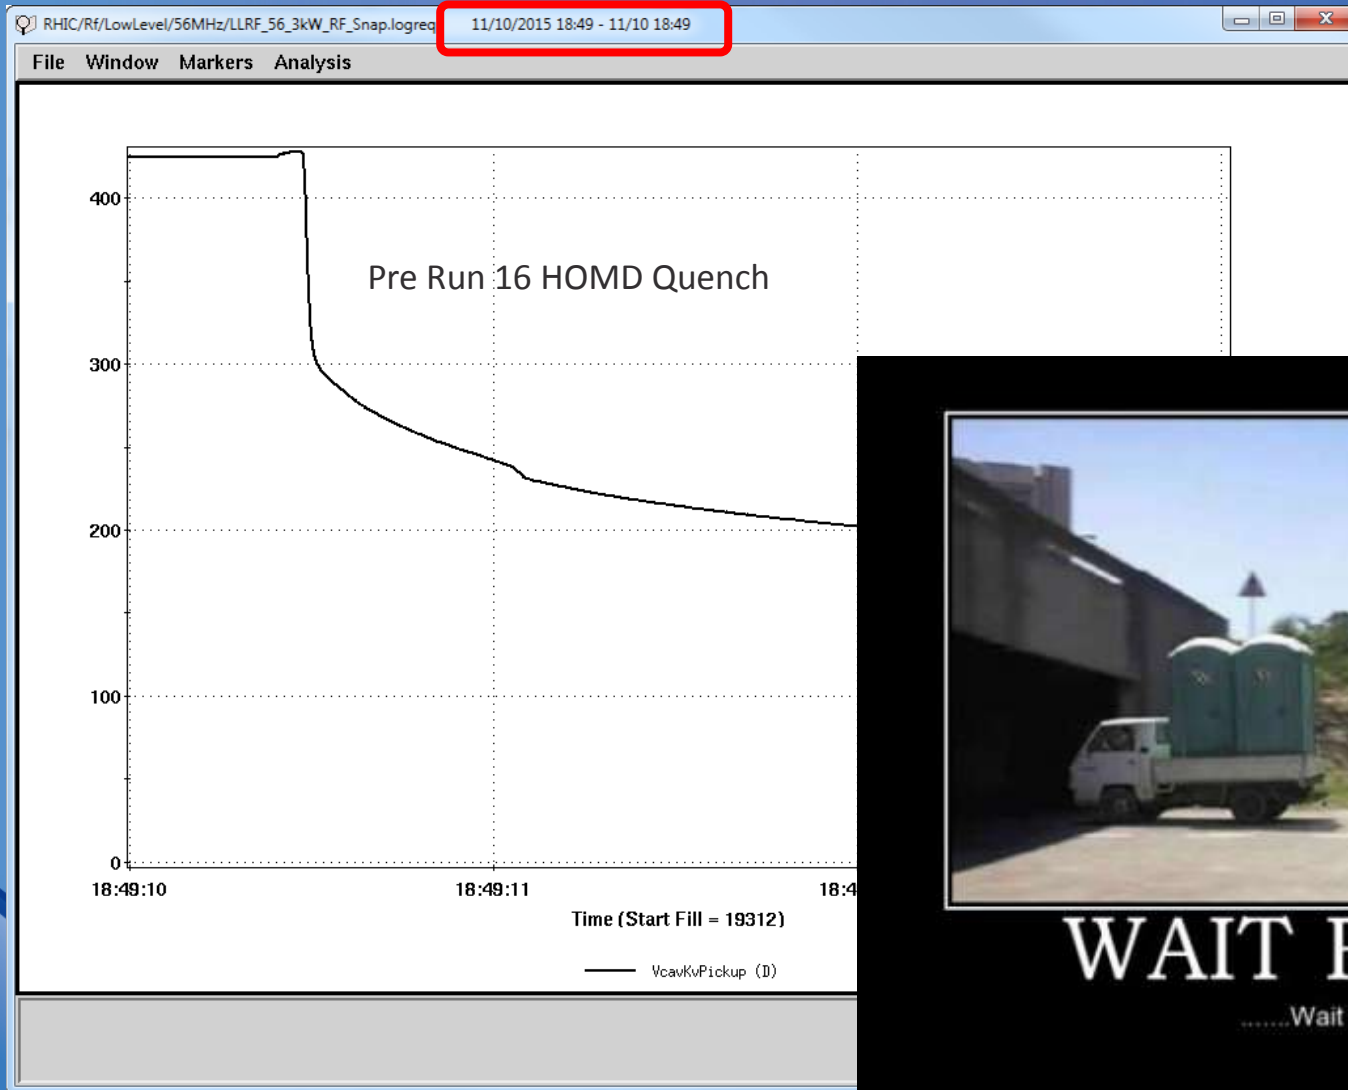 RHIC/Rf/LowLevel/56MHz/LLRF_56_3kW_RF_Snap.logreq 11/10/2015 18:49 - 11/10 18:49
File Window Markers Analysis
400
Pre Run 16 HOMD Quench
300
200
100
0
18:49:10 18:49:11 18:4
Time (Start Fill = 19312)
VcavKvPickup (D)
WAIT
.......Wait